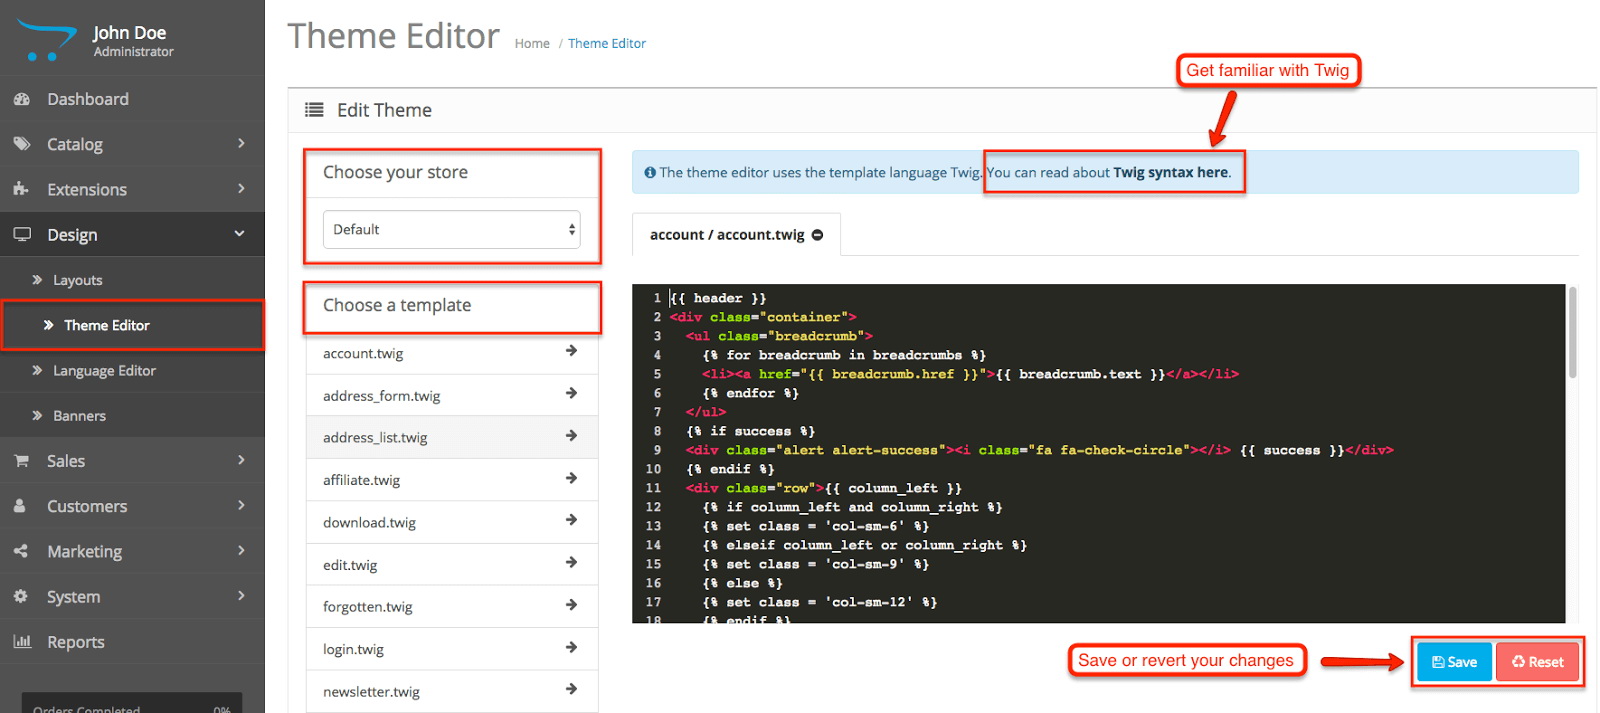 John Doe
Administrator
Dashboard
Catalog
Extensions
Design
Layouts
Theme Editor
Language Editor
Banners
Sales
Customers
Marketing
System
Reports
Orders Completed 0%
Theme Editor Home / Theme Editor
Get familiar with Twig
Edit Theme
Choose your store
Default
Choose a template
account.twig
address_form.twig
address_list.twig
affiliate.twig
download.twig
edit.twig
forgotten.twig
login.twig
newsletter.twig
The theme editor uses the template language Twig. You can read about Twig syntax here.
account / account.twig
1 {{ header }}
2 <div class="container">
3 <ul class="breadcrumb">
4 {% for breadcrumb in breadcrumbs %}
5 <li><a href="{{ breadcrumb.href }}">{{ breadcrumb.text }}</a></li>
6 {% endfor %}
7 </ul>
8 {% if success %}
9 <div class="alert alert-success"><i class="fa fa-check-circle"></i> {{ success }}</div>
10 {% endif %}
11 <div class="row">{{ column_left }}
12 {% if column_left and column_right %}
13 {% set class = 'col-sm-6' %}
14 {% elseif column_left or column_right %}
15 {% set class = 'col-sm-9' %}
16 {% else %}
17 {% set class = 'col-sm-12' %}
18 {% endif %}
Save or revert your changes
Save
Reset